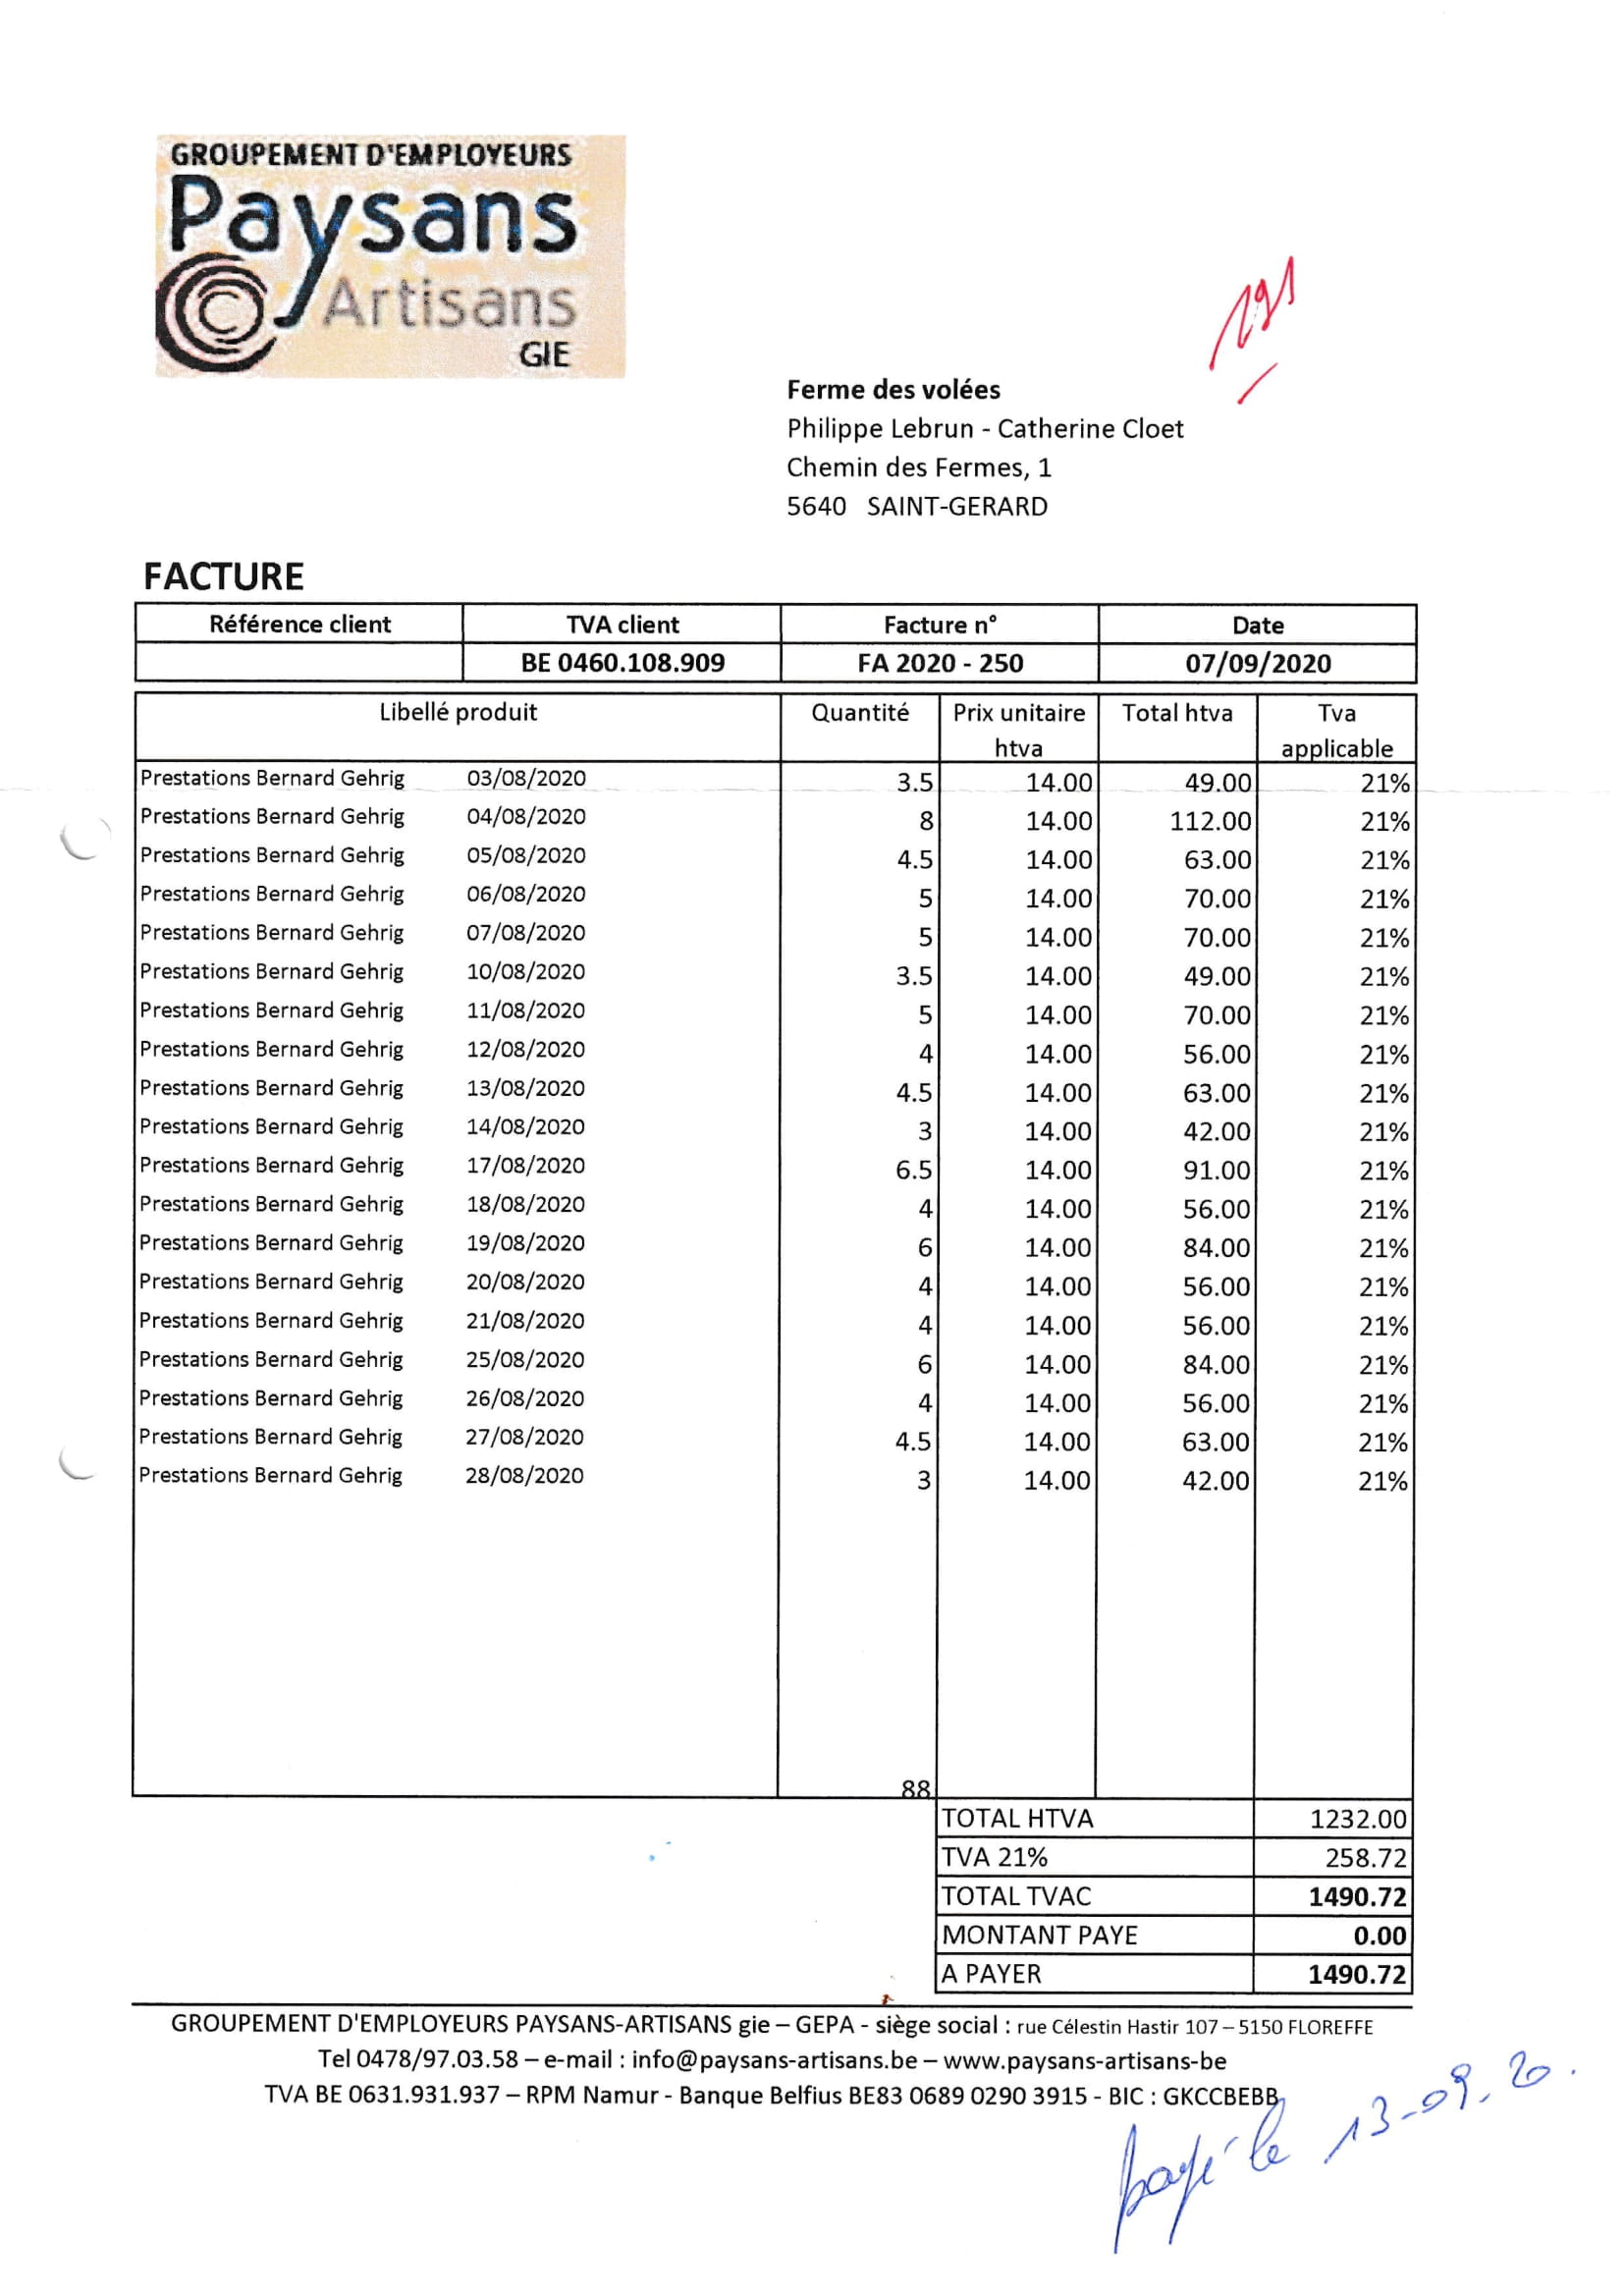 GROUPEMENT D'EMPLOYEURS
Paysans
Artisans
GIE
191
Ferme des volées
Philippe Lebrun - Catherine Cloet
Chemin des Fermes, 1
5640 SAINT-GERARD
FACTURE
Référence client TVA client Facture n° Date
BE 0460.108.909 FA 2020 - 250 07/09/2020
Libellé produit Quantité Prix unitaire Total htva Tva
htva applicable
Prestations Bernard Gehrig 03/08/2020 3.5 14.00 49.00 21%
Prestations Bernard Gehrig 04/08/2020 8 14.00 112.00 21%
Prestations Bernard Gehrig 05/08/2020 4.5 14.00 63.00 21%
Prestations Bernard Gehrig 06/08/2020 5 14.00 70.00 21%
Prestations Bernard Gehrig 07/08/2020 5 14.00 70.00 21%
Prestations Bernard Gehrig 10/08/2020 3.5 14.00 49.00 21%
Prestations Bernard Gehrig 11/08/2020 5 14.00 70.00 21%
Prestations Bernard Gehrig 12/08/2020 4 14.00 56.00 21%
Prestations Bernard Gehrig 13/08/2020 4.5 14.00 63.00 21%
Prestations Bernard Gehrig 14/08/2020 3 14.00 42.00 21%
Prestations Bernard Gehrig 17/08/2020 6.5 14.00 91.00 21%
Prestations Bernard Gehrig 18/08/2020 4 14.00 56.00 21%
Prestations Bernard Gehrig 19/08/2020 6 14.00 84.00 21%
Prestations Bernard Gehrig 20/08/2020 4 14.00 56.00 21%
Prestations Bernard Gehrig 21/08/2020 4 14.00 56.00 21%
Prestations Bernard Gehrig 25/08/2020 6 14.00 84.00 21%
Prestations Bernard Gehrig 26/08/2020 4 14.00 56.00 21%
Prestations Bernard Gehrig 27/08/2020 4.5 14.00 63.00 21%
Prestations Bernard Gehrig 28/08/2020 3 14.00 42.00 21%
88
TOTAL HTVA 1232.00
TVA 21% 258.72
TOTAL TVAC 1490.72
MONTANT PAYE 0.00
A PAYER 1490.72
GROUPEMENT D'EMPLOYEURS PAYSANS-ARTISANS gie – GEPA - siège social : rue Célestin Hastir 107 – 5150 FLOREFFE
Tel 0478/97.03.58 – e-mail : info@paysans-artisans.be – www.paysans-artisans-be
TVA BE 0631.931.937 – RPM Namur - Banque Belfius BE83 0689 0290 3915 - BIC : GKCCBEBB
payé le 13-09.20.